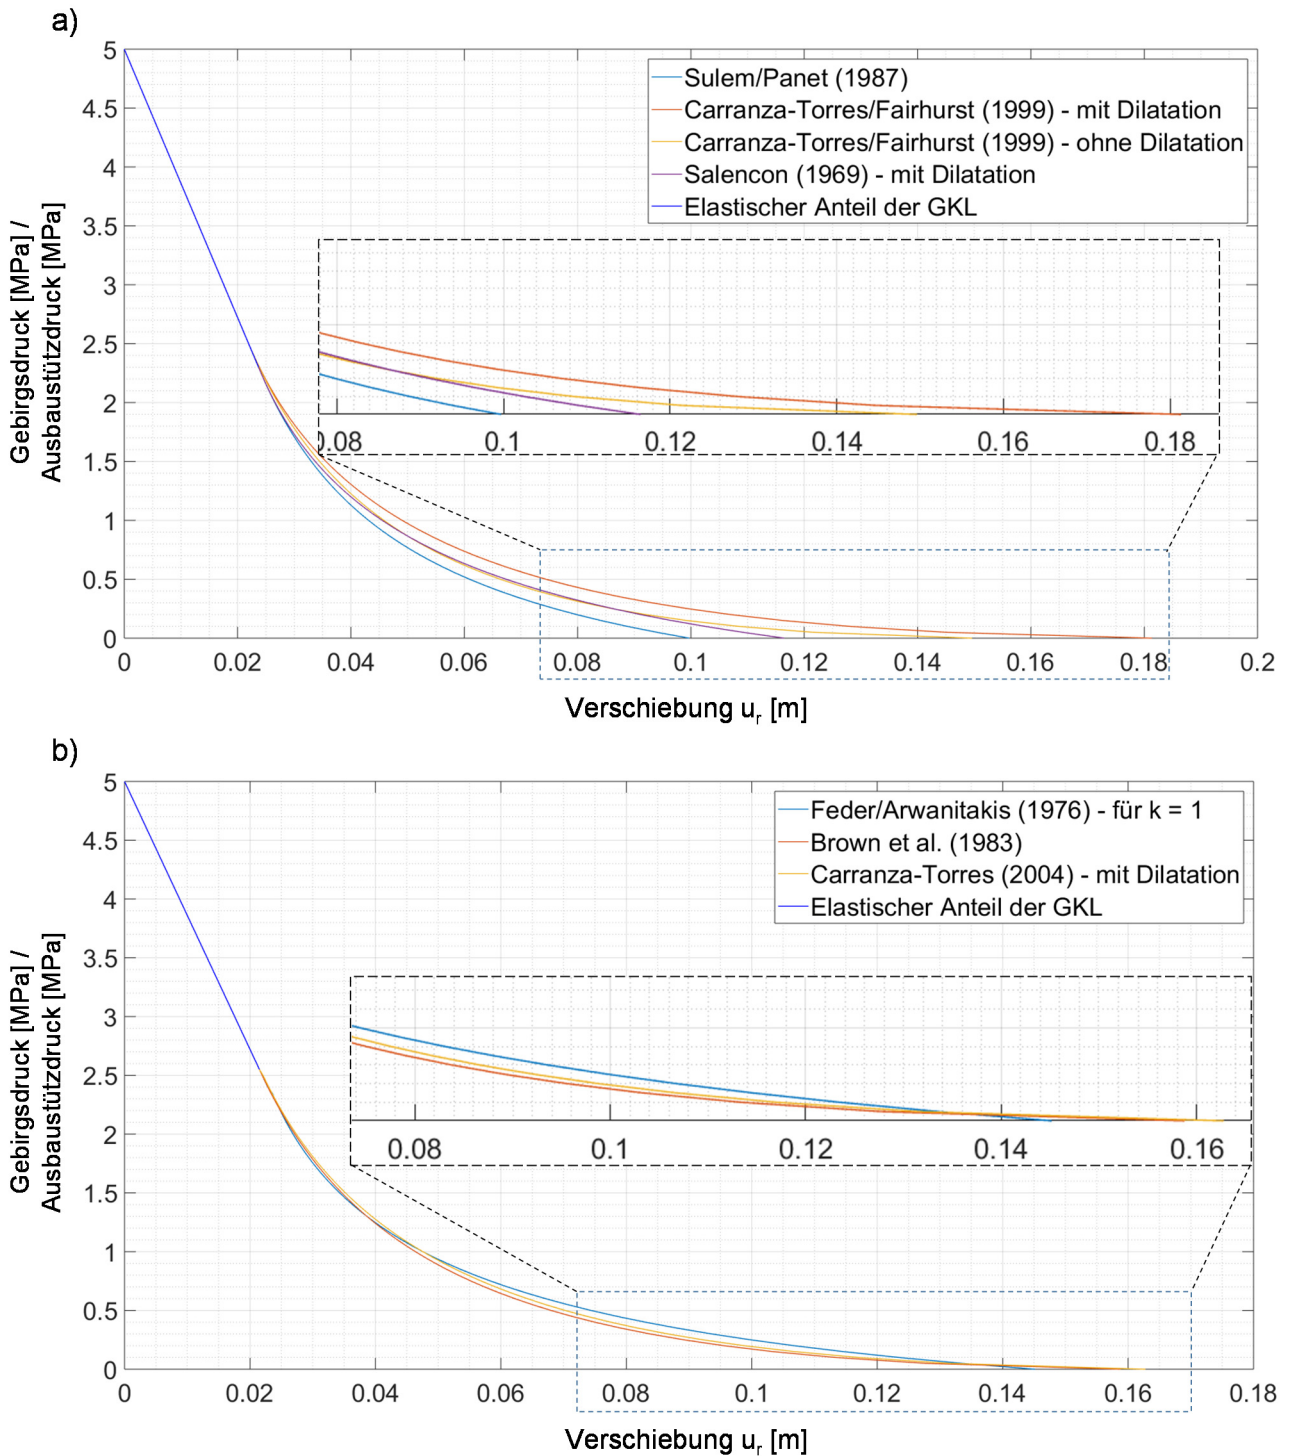 a)
5
4.5
4
3.5
3
2.5
2
1.5
1
0.5
0
Gebirgsdruck [MPa] /
Ausbaustützdruck [MPa]
Sulem/Panet (1987)
Carranza-Torres/Fairhurst (1999) - mit Dilatation
Carranza-Torres/Fairhurst (1999) - ohne Dilatation
Salencon (1969) - mit Dilatation
Elastischer Anteil der GKL
0.08 0.1 0.12 0.14 0.16 0.18
0 0.02 0.04 0.06 0.08 0.1 0.12 0.14 0.16 0.18 0.2
Verschiebung u_r [m]
b)
5
4.5
4
3.5
3
2.5
2
1.5
1
0.5
0
Gebirgsdruck [MPa] /
Ausbaustützdruck [MPa]
Feder/Arwanitakis (1976) - für k = 1
Brown et al. (1983)
Carranza-Torres (2004) - mit Dilatation
Elastischer Anteil der GKL
0.08 0.1 0.12 0.14 0.16
0 0.02 0.04 0.06 0.08 0.1 0.12 0.14 0.16 0.18
Verschiebung u_r [m]